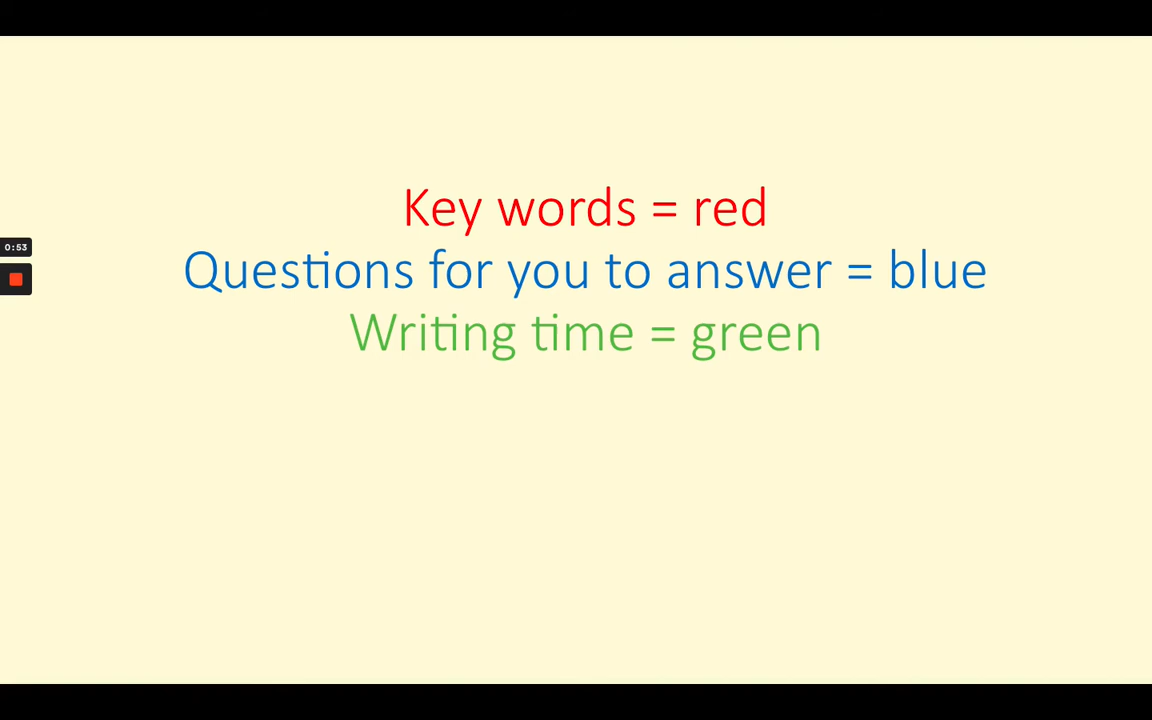 Key words = red
0:53
Questions for you to answer = blue
Writing time = green